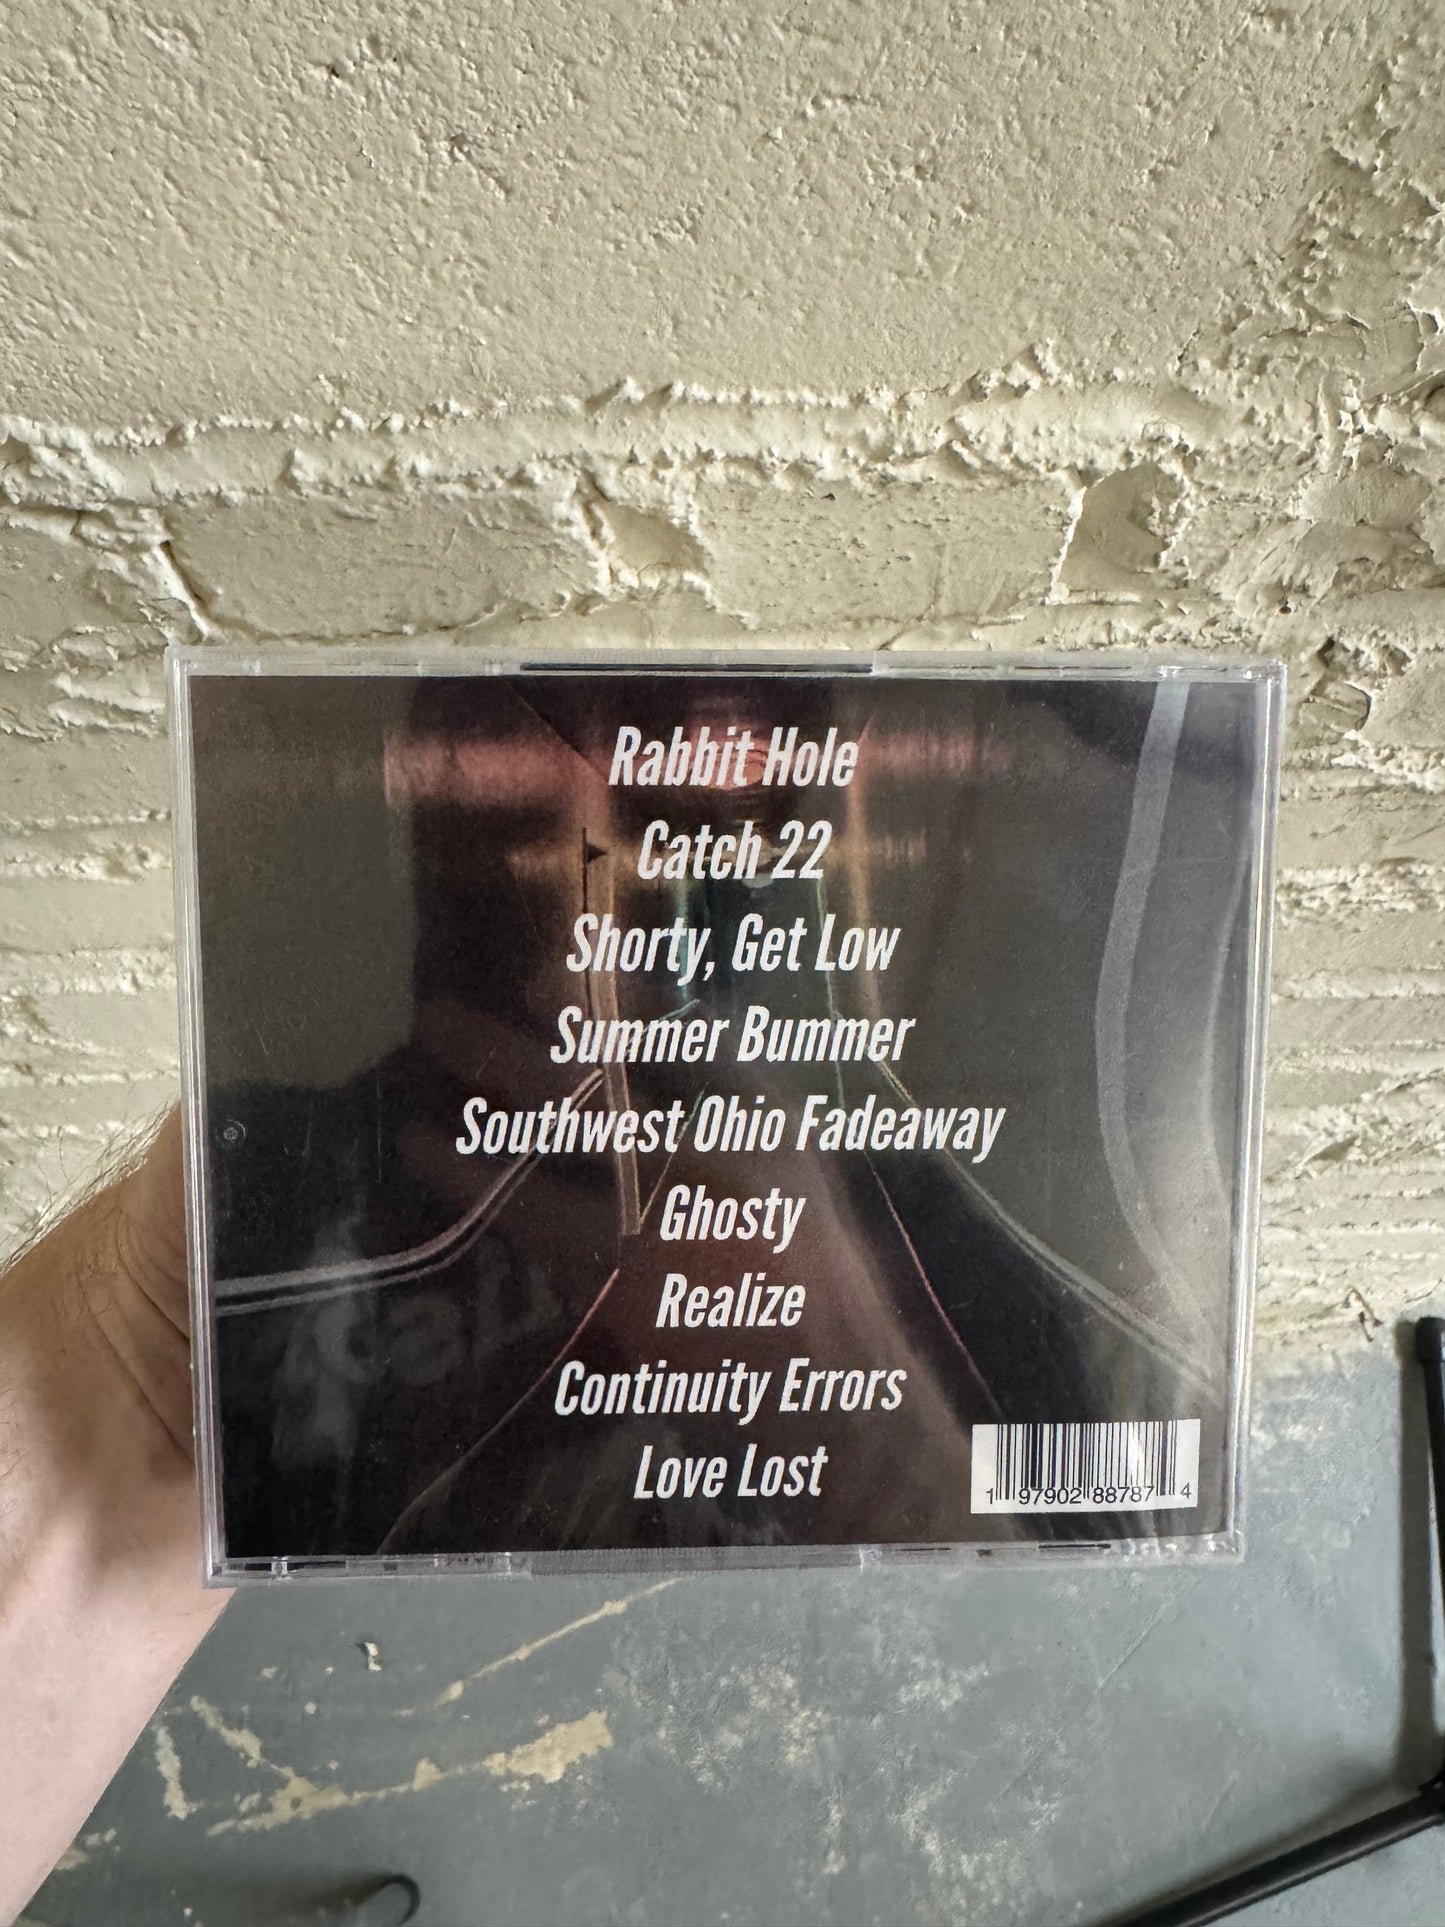 Rabbit Hole
Catch 22
Shorty, Get Low
Summer Bummer
Southwest Ohio Fadeaway
Ghosty
Realize
Continuity Errors
Love Lost
1 97902 88787 4